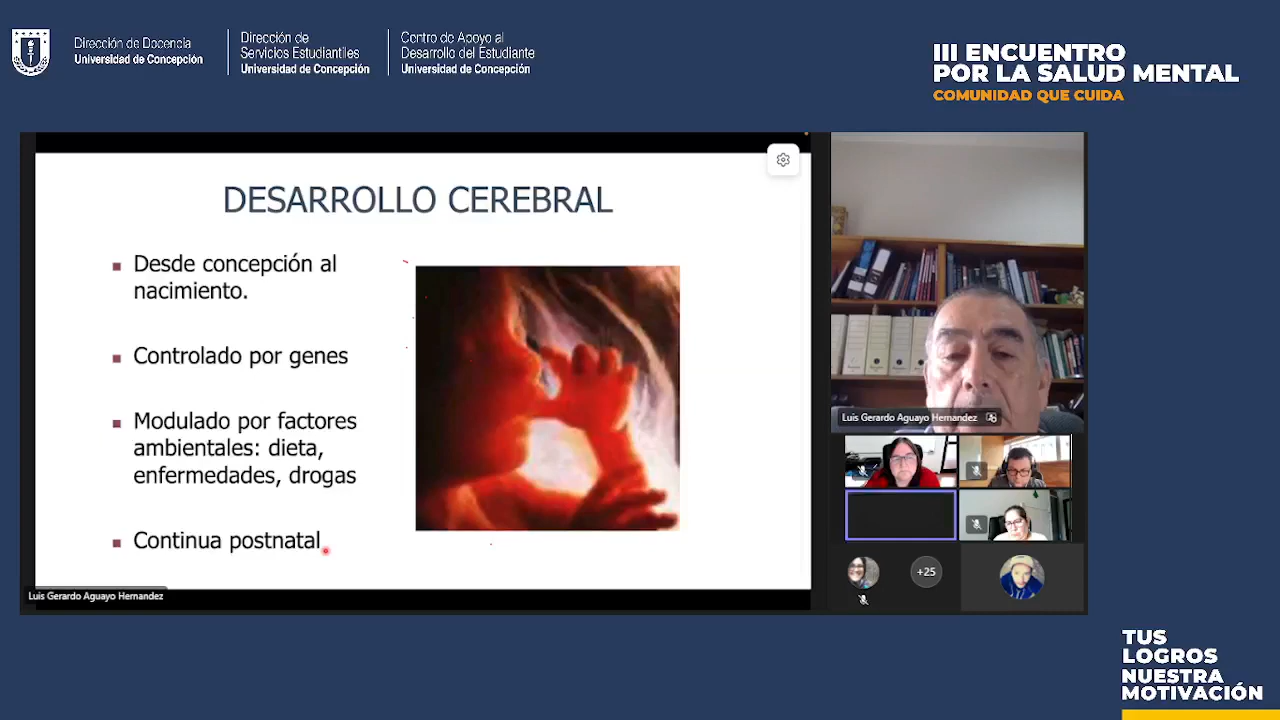 Dirección de Docencia
Universidad de Concepción
Dirección de
Servicios Estudiantiles
Universidad de Concepción
Centro de Apoyo al
Desarrollo del Estudiante
Universidad de Concepción
III ENCUENTRO
POR LA SALUD MENTAL
COMUNIDAD QUE CUIDA
DESARROLLO CEREBRAL
Desde concepción al
nacimiento.
Controlado por genes
Modulado por factores
ambientales: dieta,
enfermedades, drogas
Continua postnatal
Luis Gerardo Aguayo Hernandez
Luis Gerardo Aguayo Hernandez
+25
TUS
LOGROS
NUESTRA
MOTIVACIÓN